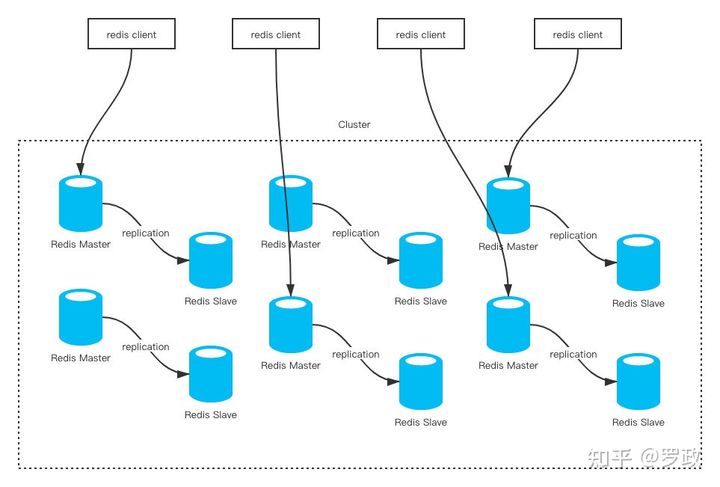 redis client
redis client
redis client
redis client
Cluster
replication
Redis Master
Redis Slave
replication
Redis Master
Redis Slave
replication
Redis Master
Redis Slave
replication
Redis Master
Redis Slave
replication
Redis Master
Redis Slave
replication
Redis Master
Redis Slave
知乎 @罗政